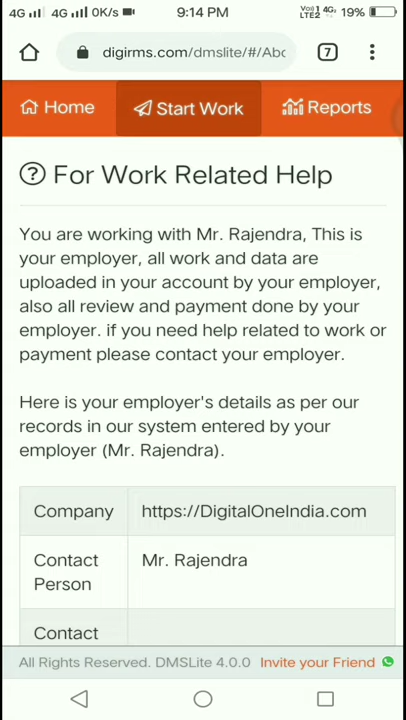 4G 4G 0K/s 9:14 PM VoLTE1 LTE2 4G 19%
digirms.com/dmslite/#/Abc 7
Home Start Work Reports
For Work Related Help
You are working with Mr. Rajendra, This is
your employer, all work and data are
uploaded in your account by your employer,
also all review and payment done by your
employer. if you need help related to work or
payment please contact your employer.
Here is your employer's details as per our
records in our system entered by your
employer (Mr. Rajendra).
Company https://DigitalOneIndia.com
Contact Mr. Rajendra
Person
Contact
All Rights Reserved. DMSLite 4.0.0 Invite your Friend